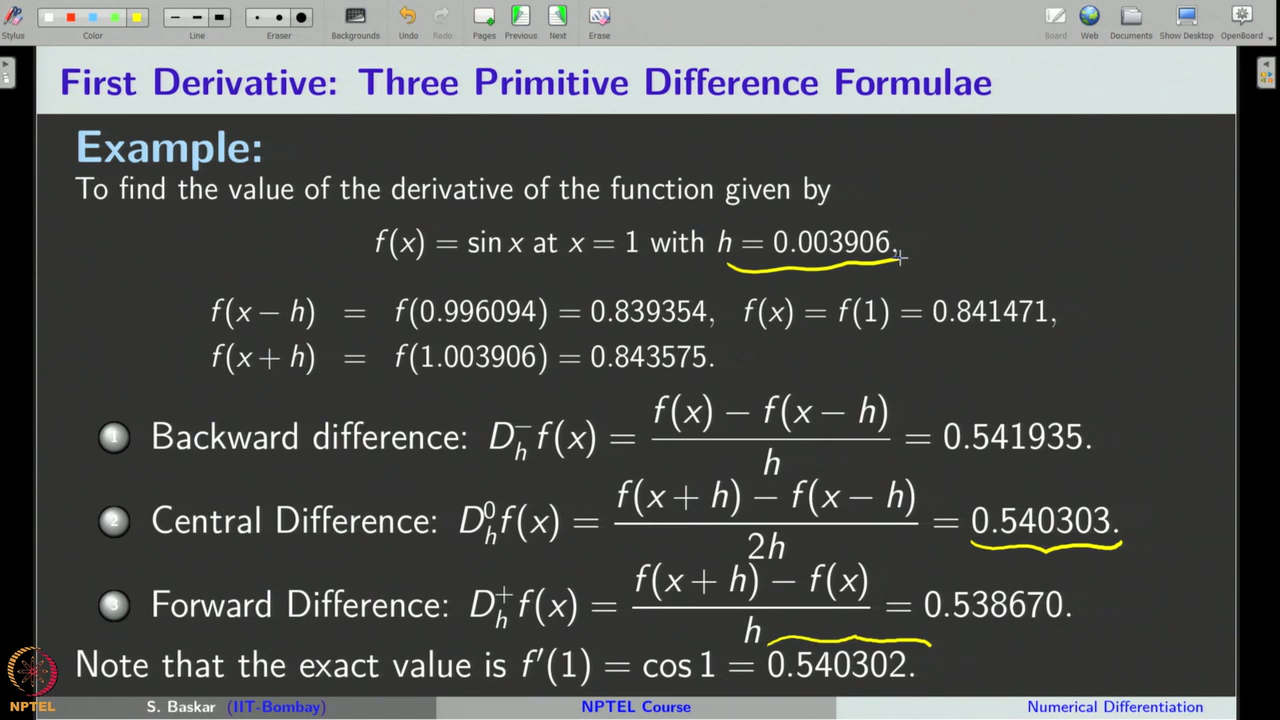 Stylus Color Line Eraser Backgrounds Undo Redo Pages Previous Next Erase Board Web Documents Show Desktop OpenBoard
First Derivative: Three Primitive Difference Formulae
Example:
To find the value of the derivative of the function given by
f(x) = sin x at x = 1 with h = 0.003906,
f(x − h) = f(0.996094) = 0.839354, f(x) = f(1) = 0.841471,
f(x + h) = f(1.003906) = 0.843575.
1 Backward difference: D_h^− f(x) = (f(x) − f(x − h)) / h = 0.541935.
2 Central Difference: D_h^0 f(x) = (f(x + h) − f(x − h)) / 2h = 0.540303.
3 Forward Difference: D_h^+ f(x) = (f(x + h) − f(x)) / h = 0.538670.
Note that the exact value is f′(1) = cos 1 = 0.540302.
NPTEL
S. Baskar (IIT-Bombay) NPTEL Course Numerical Differentiation